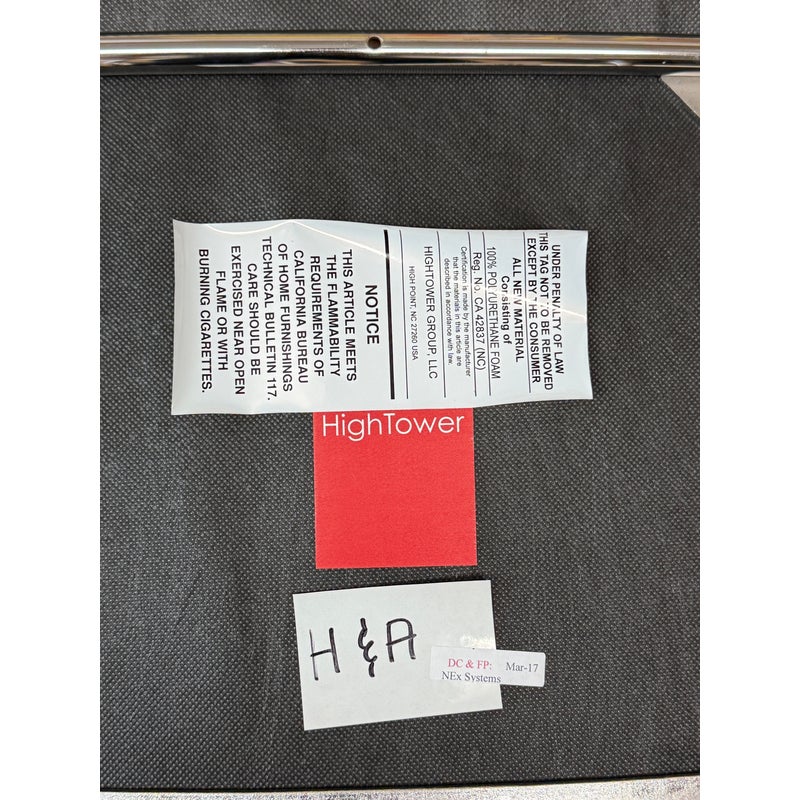 UNDER PENALTY OF LAW
THIS TAG NOT TO BE REMOVED
EXCEPT BY THE CONSUMER
ALL NEW MATERIAL
Consisting of
100% POLYURETHANE FOAM
Reg. No. CA 42837 (NC)
Certification is made by the manufacturer
that the materials in this article are
described in accordance with law.
HIGHTOWER GROUP, LLC
HIGH POINT, NC 27260 USA
NOTICE
THIS ARTICLE MEETS
THE FLAMMABILITY
REQUIREMENTS OF
CALIFORNIA BUREAU
OF HOME FURNISHINGS
TECHNICAL BULLETIN 117.
CARE SHOULD BE
EXERCISED NEAR OPEN
FLAME OR WITH
BURNING CIGARETTES.
HighTower
H & A
DC & FP: Mar-17
NEx Systems